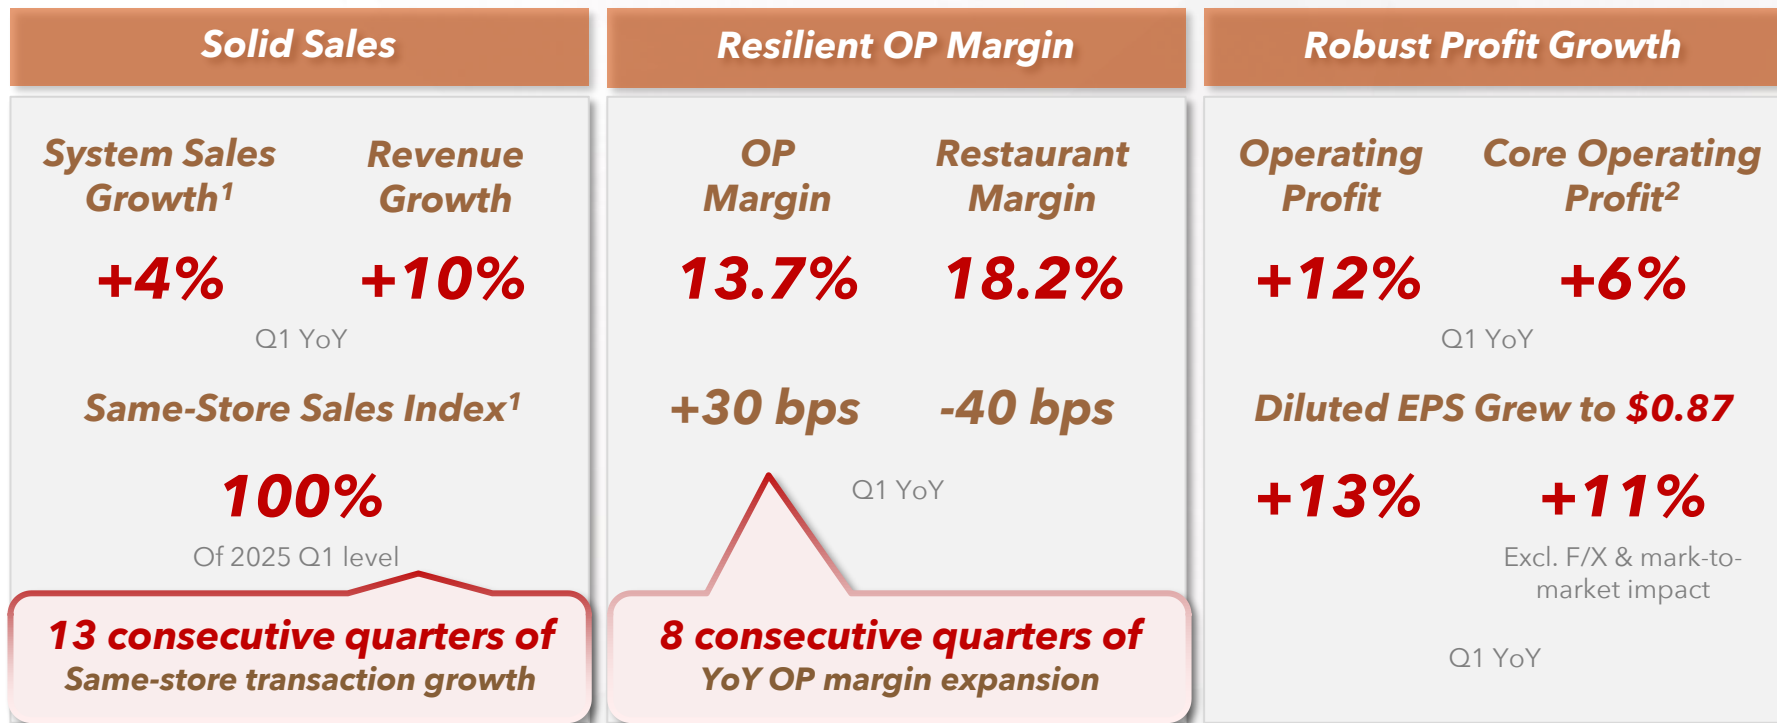 Solid Sales
System Sales Growth¹
Revenue Growth
+4%
+10%
Q1 YoY
Same-Store Sales Index¹
100%
Of 2025 Q1 level
13 consecutive quarters of
Same-store transaction growth
Resilient OP Margin
OP Margin
Restaurant Margin
13.7%
18.2%
+30 bps
-40 bps
Q1 YoY
8 consecutive quarters of
YoY OP margin expansion
Robust Profit Growth
Operating Profit
Core Operating Profit²
+12%
+6%
Q1 YoY
Diluted EPS Grew to $0.87
+13%
+11%
Excl. F/X & mark-to-
market impact
Q1 YoY